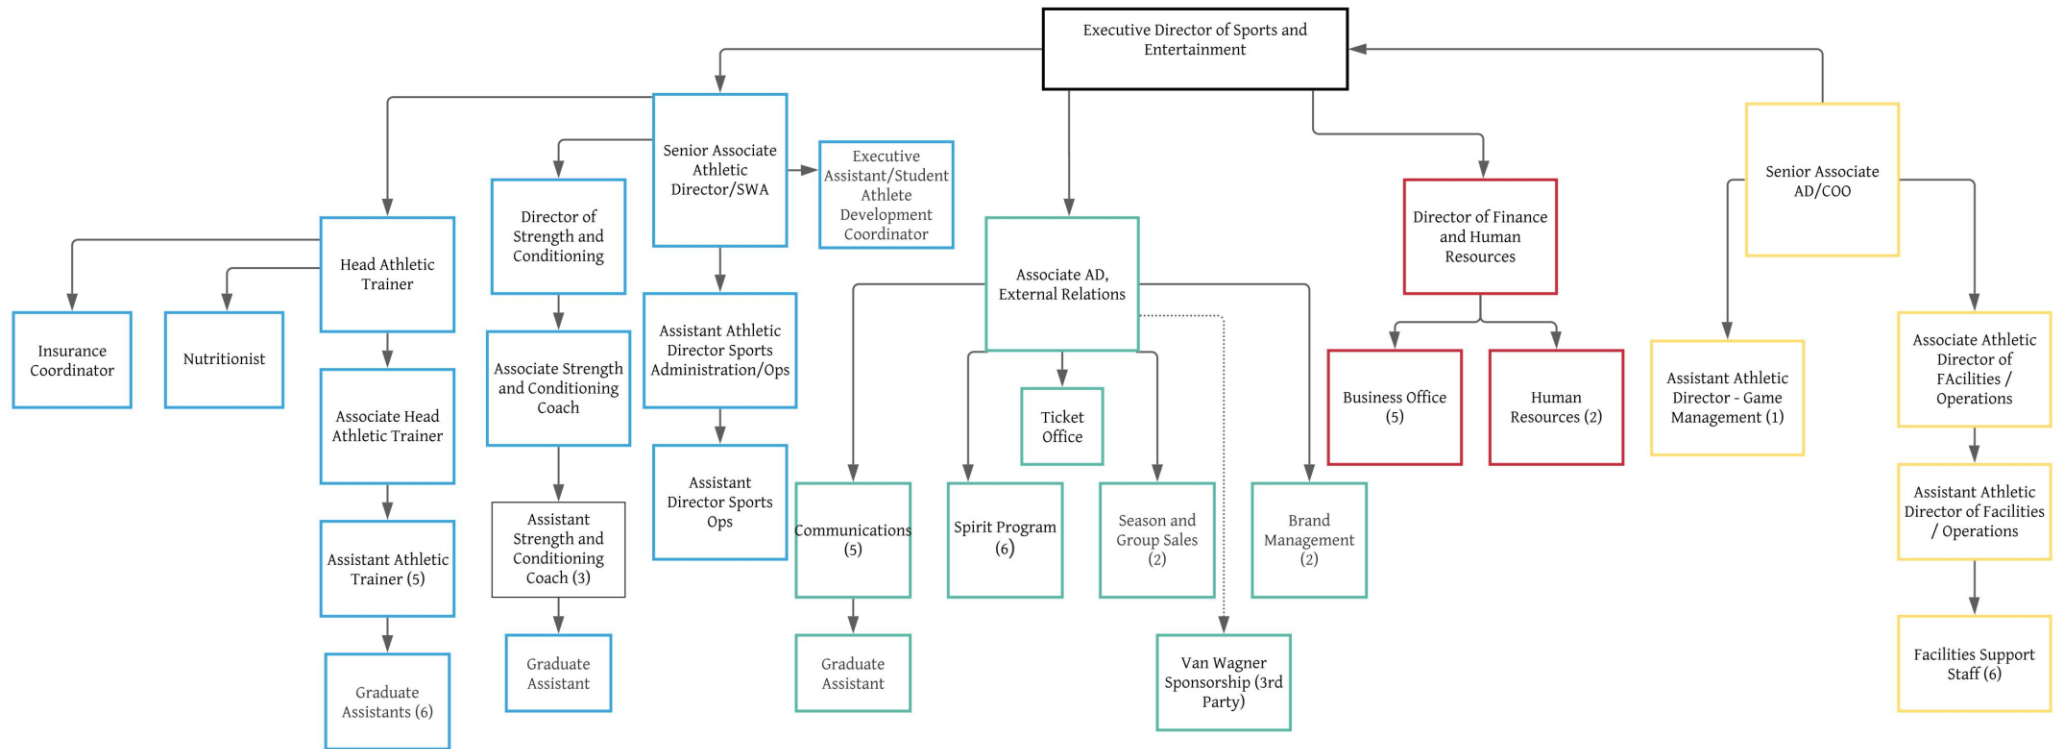 Executive Director of Sports and
Entertainment
Senior Associate
Athletic
Director/SWA
Executive
Assistant/Student
Athlete
Development
Coordinator
Senior Associate
AD/COO
Director of
Strength and
Conditioning
Director of Finance
and Human
Resources
Head Athletic
Trainer
Associate AD,
External Relations
Insurance
Coordinator
Nutritionist
Assistant Athletic
Director Sports
Administration/Ops
Associate Strength
and Conditioning
Coach
Associate Head
Athletic Trainer
Ticket
Office
Business Office
(5)
Human
Resources (2)
Assistant Athletic
Director - Game
Management (1)
Associate Athletic
Director of
FAcilities /
Operations
Assistant
Director Sports
Ops
Assistant Athletic
Trainer (5)
Assistant
Strength and
Conditioning
Coach (3)
Communications
(5)
Spirit Program
(6)
Season and
Group Sales
(2)
Brand
Management
(2)
Assistant Athletic
Director of Facilities
/ Operations
Graduate
Assistants (6)
Graduate
Assistant
Graduate
Assistant
Van Wagner
Sponsorship (3rd
Party)
Facilities Support
Staff (6)